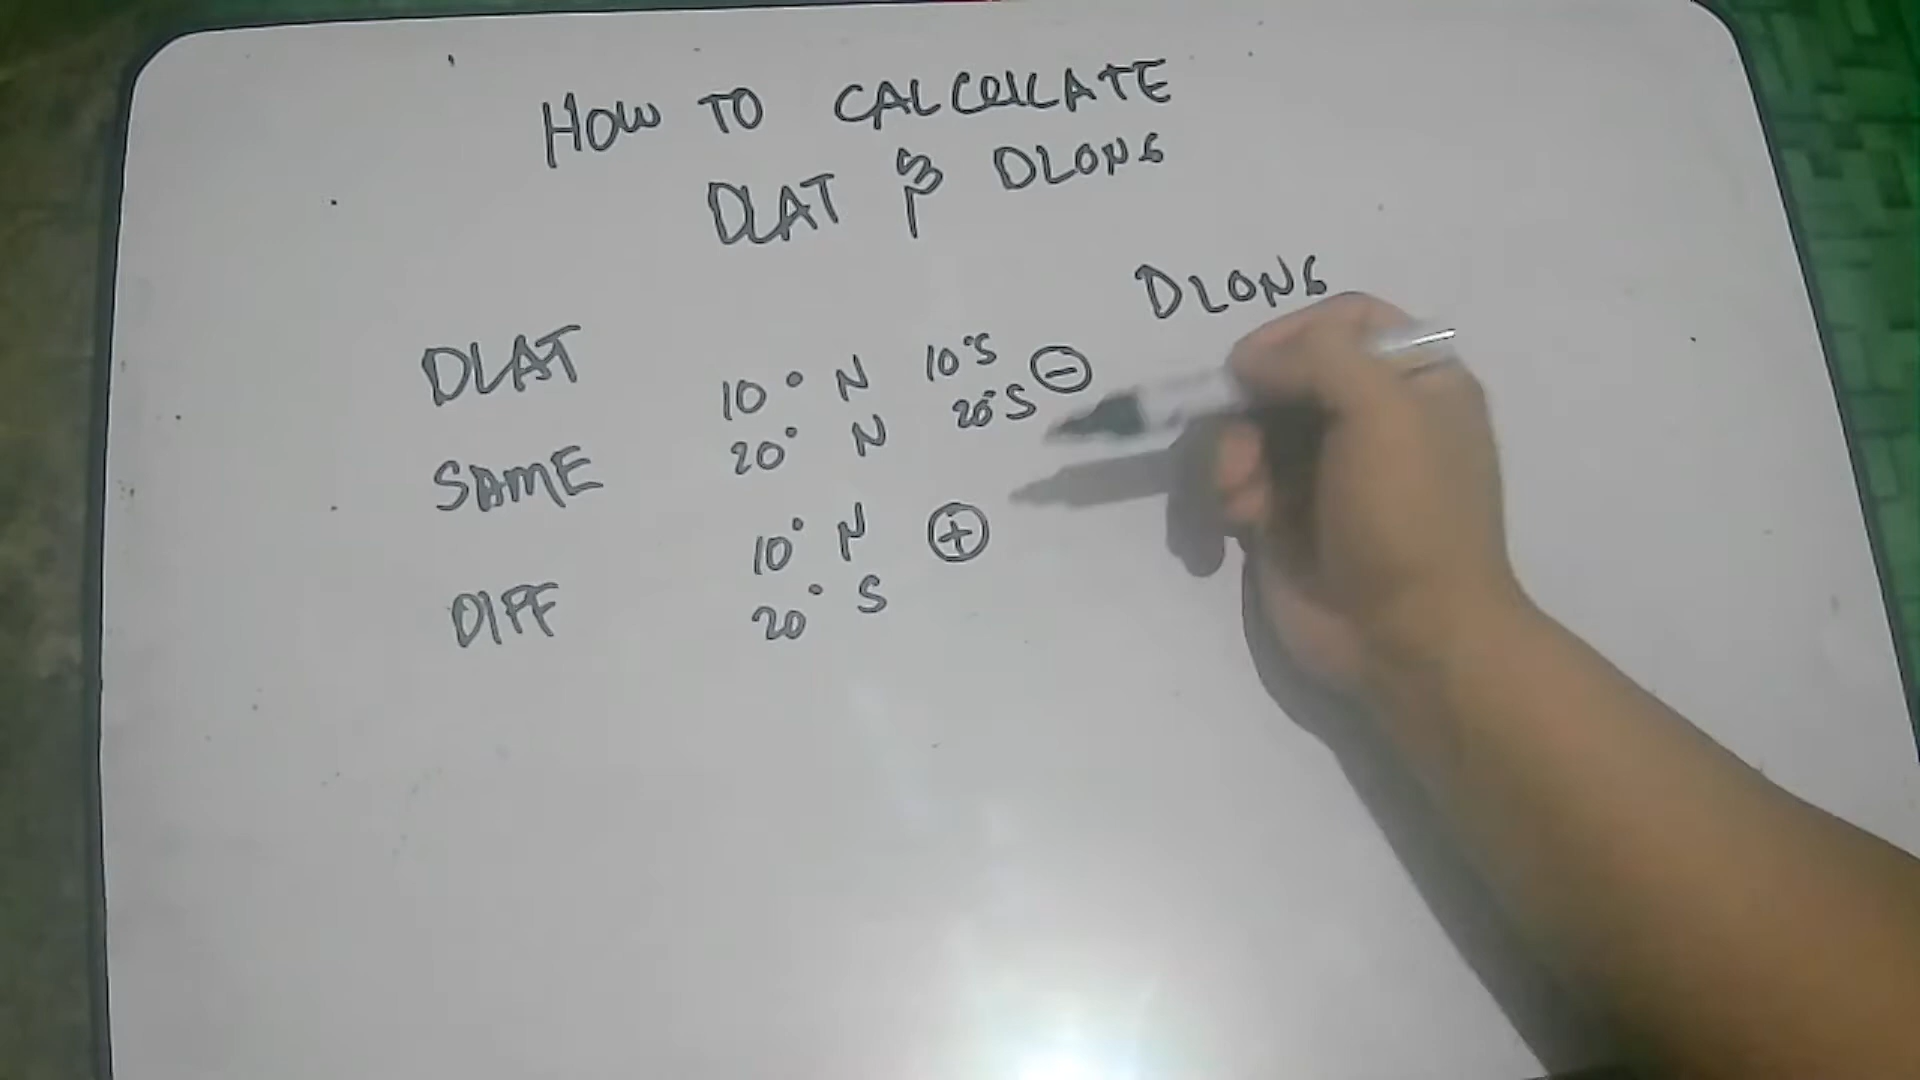 HOW TO CALCULATE
DLAT & DLONG
DLAT
DLONG
10° N 10°S ⊖
SAME 20° N 20°S
10° N ⊕
DIFF 20° S